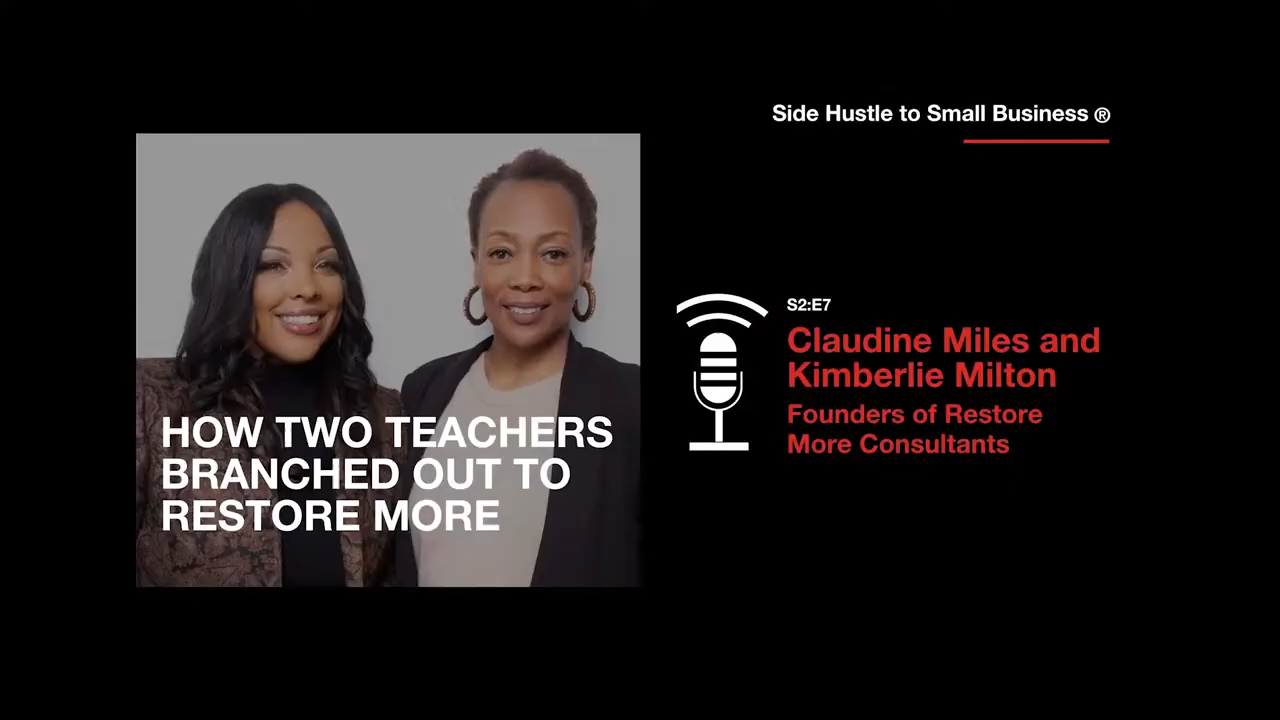 Side Hustle to Small Business ®
HOW TWO TEACHERS
BRANCHED OUT TO
RESTORE MORE
S2:E7
Claudine Miles and
Kimberlie Milton
Founders of Restore
More Consultants